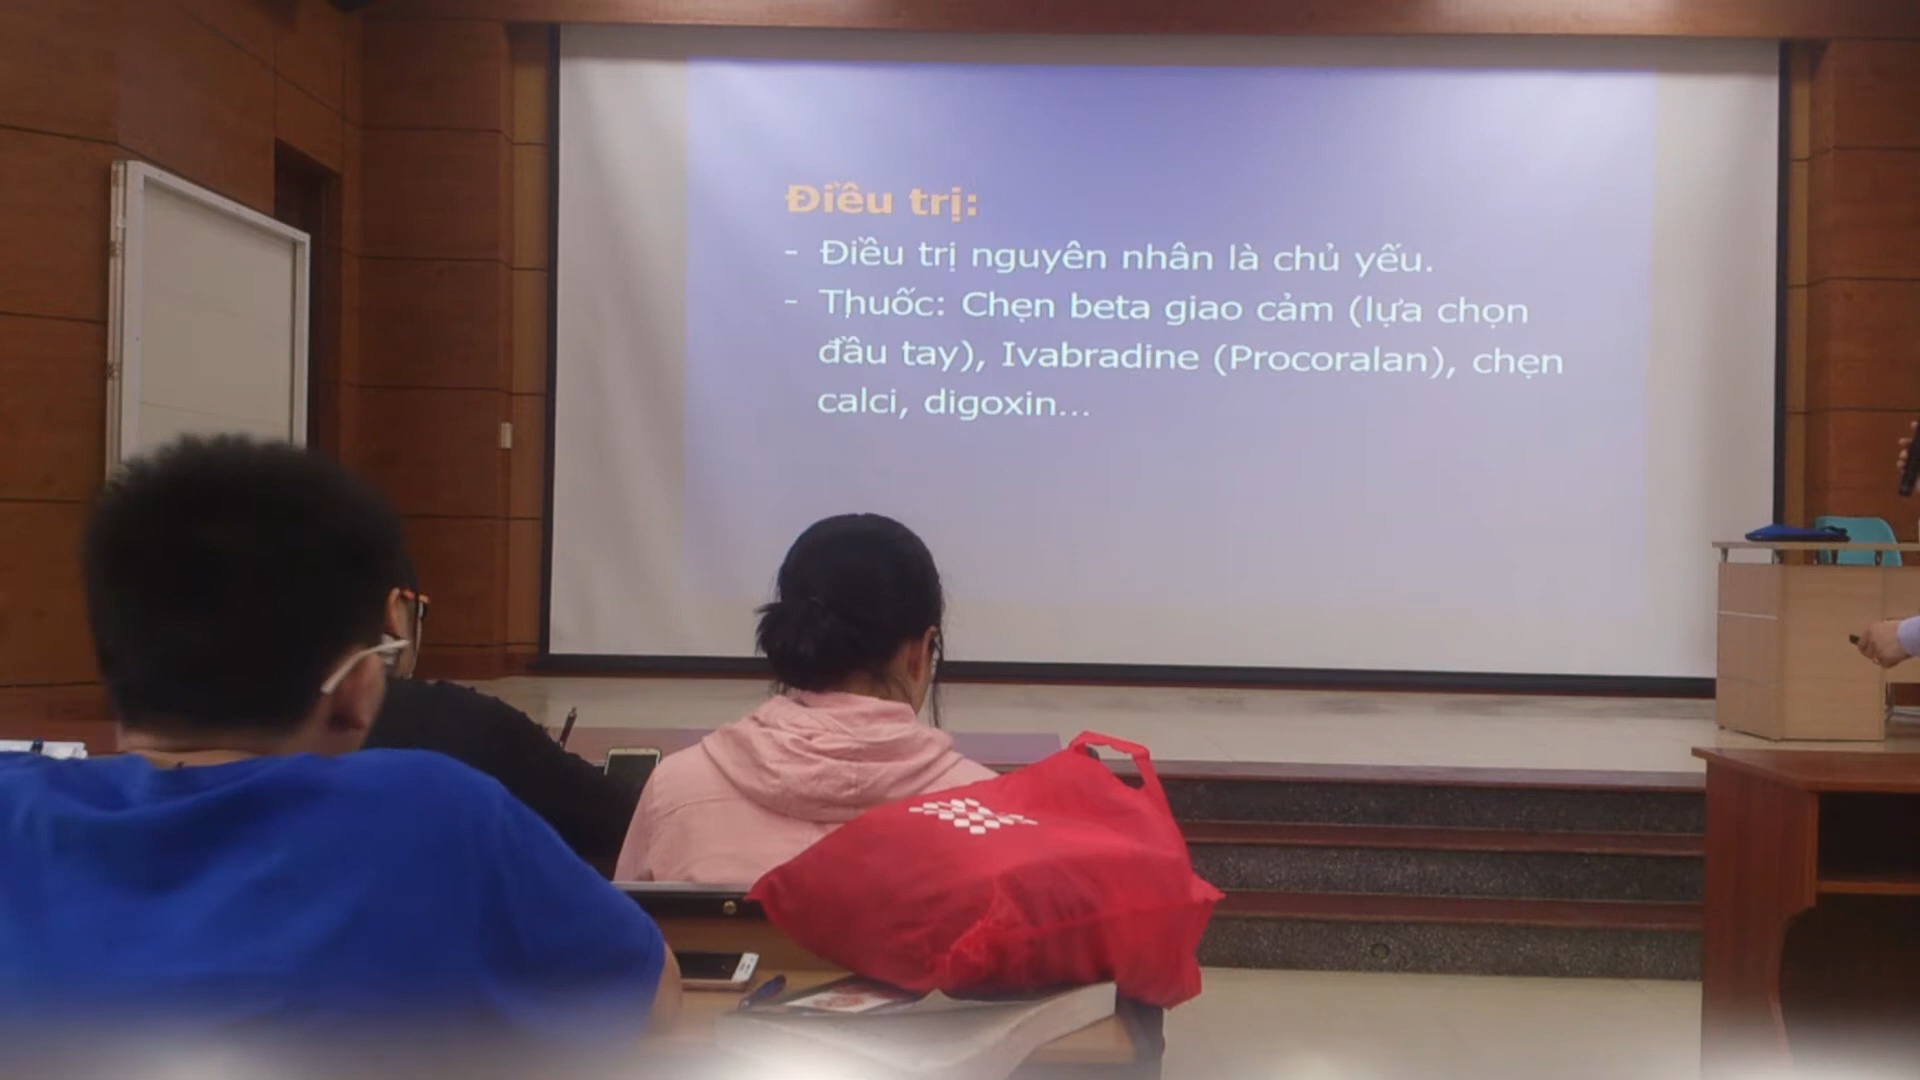 Điều trị:
- Điều trị nguyên nhân là chủ yếu.
- Thuốc: Chẹn beta giao cảm (lựa chọn
đầu tay), Ivabradine (Procoralan), chẹn
calci, digoxin...